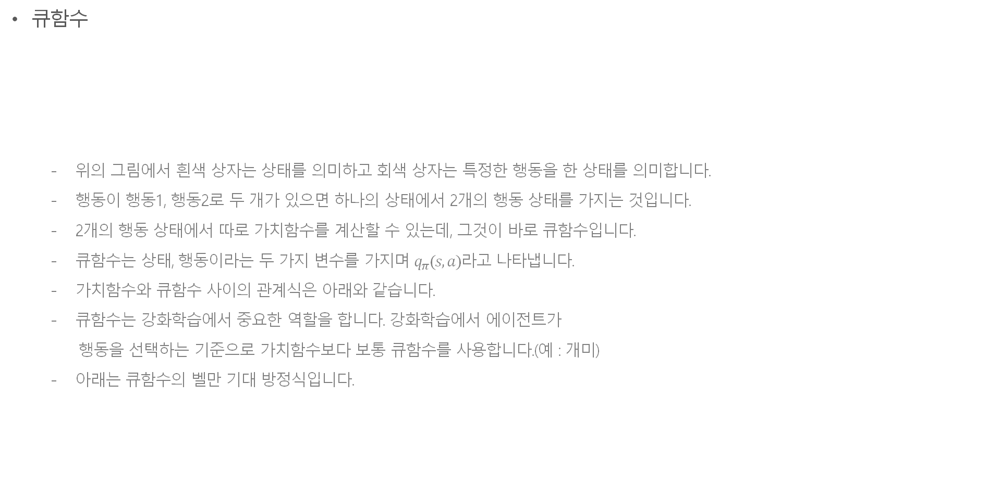 • 큐함수
- 위의 그림에서 흰색 상자는 상태를 의미하고 회색 상자는 특정한 행동을 한 상태를 의미합니다.
- 행동이 행동1, 행동2로 두 개가 있으면 하나의 상태에서 2개의 행동 상태를 가지는 것입니다.
- 2개의 행동 상태에서 따로 가치함수를 계산할 수 있는데, 그것이 바로 큐함수입니다.
- 큐함수는 상태, 행동이라는 두 가지 변수를 가지며 qπ(s, a)라고 나타냅니다.
- 가치함수와 큐함수 사이의 관계식은 아래와 같습니다.
- 큐함수는 강화학습에서 중요한 역할을 합니다. 강화학습에서 에이전트가
행동을 선택하는 기준으로 가치함수보다 보통 큐함수를 사용합니다.(예 : 개미)
- 아래는 큐함수의 벨만 기대 방정식입니다.